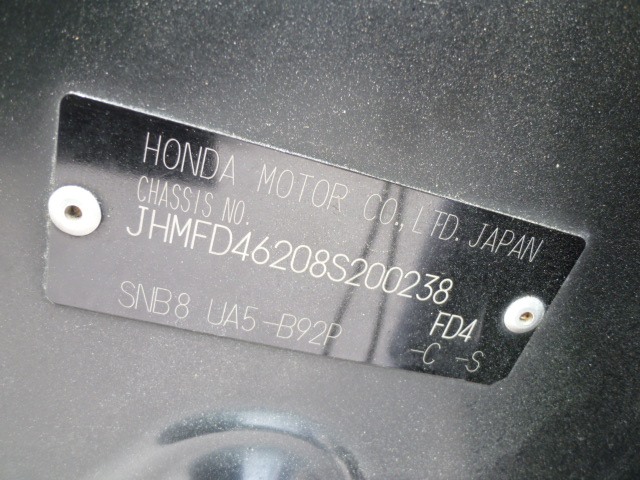 HONDA MOTOR CO., LTD. JAPAN
CHASSIS NO.
JHMFD46208S200238
SNB8 UA5-B92P FD4
-C -S